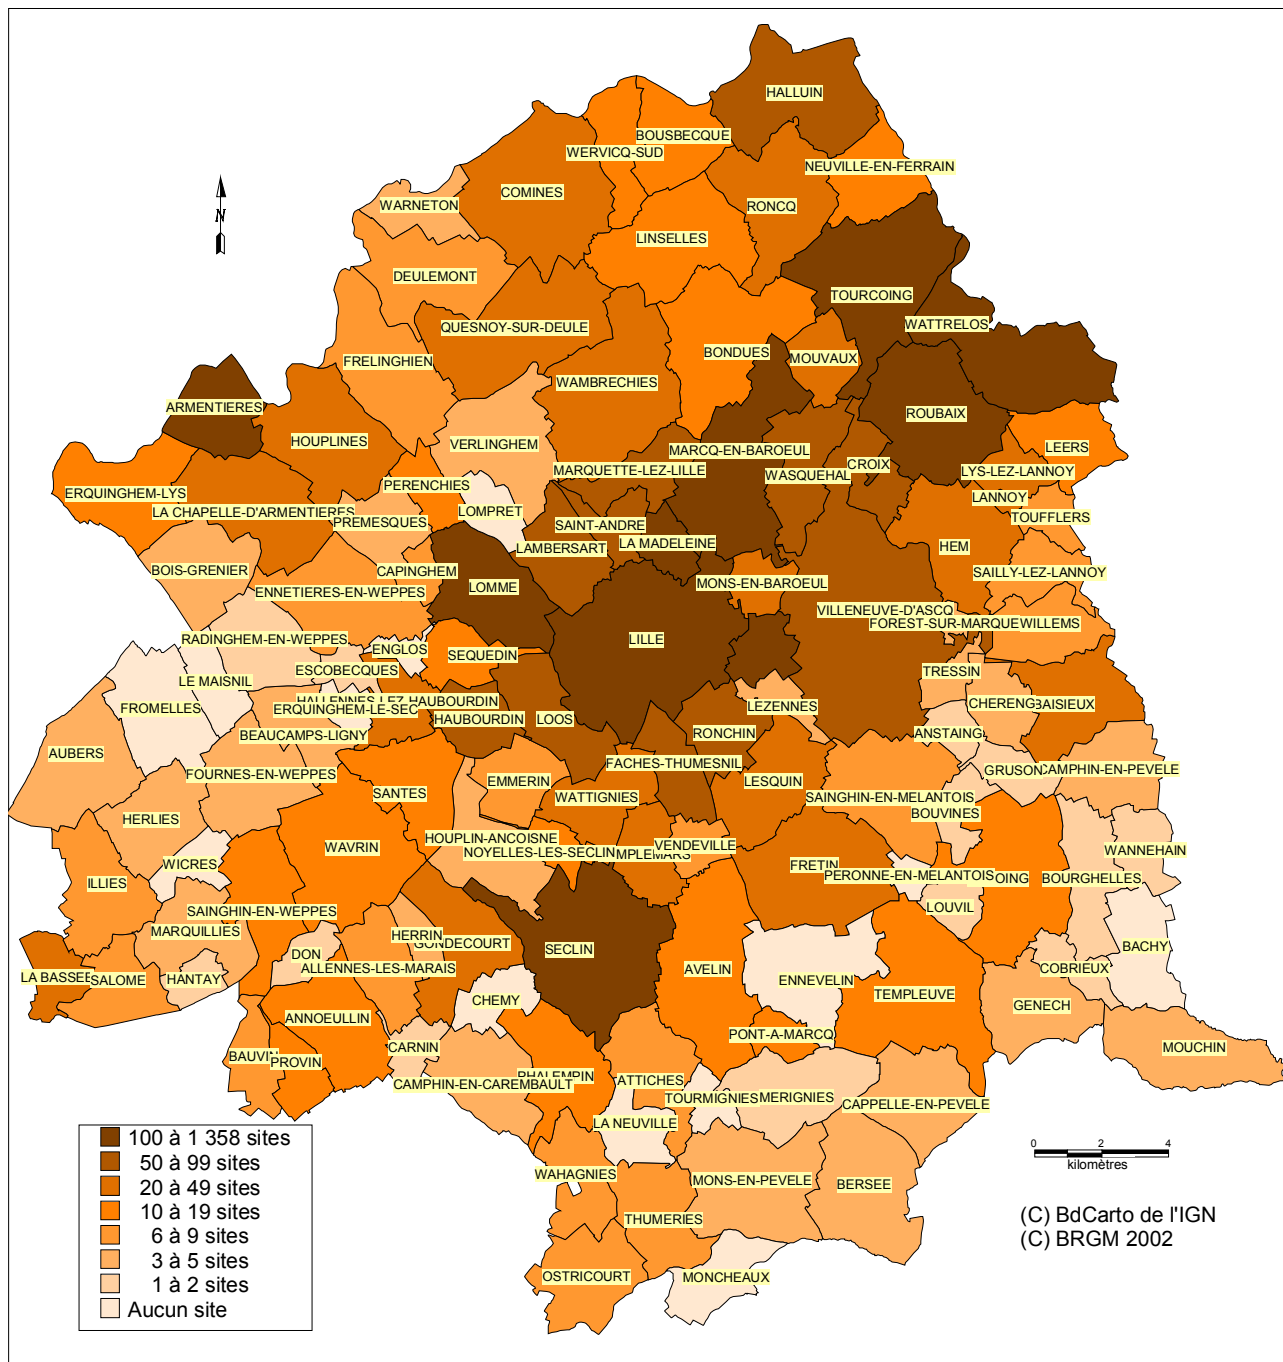 HALLUIN
BOUSBECQUE
WERVICQ-SUD
NEUVILLE-EN-FERRAIN
COMINES
WARNETON
RONCQ
N
LINSELLES
DEULEMONT
TOURCOING
QUESNOY-SUR-DEULE
WATTRELOS
BONDUES
MOUVAUX
FRELINGHIEN
WAMBRECHIES
ARMENTIERES
ROUBAIX
HOUPLINES
VERLINGHEM
MARCQ-EN-BAROEUL
LEERS
MARQUETTE-LEZ-LILLE
WASQUEHAL
CROIX
LYS-LEZ-LANNOY
PERENCHIES
ERQUINGHEM-LYS
LANNOY
LA CHAPELLE-D'ARMENTIERES
LOMPRET
PREMESQUES
SAINT-ANDRE
TOUFFLERS
LA MADELEINE
LAMBERSART
HEM
BOIS-GRENIER
CAPINGHEM
SAILLY-LEZ-LANNOY
LOMME
MONS-EN-BAROEUL
ENNETIERES-EN-WEPPES
VILLENEUVE-D'ASCQ
FOREST-SUR-MARQUE
WILLEMS
RADINGHEM-EN-WEPPES
LILLE
ENGLOS
SEQUEDIN
ESCOBECQUES
TRESSIN
LE MAISNIL
HALLENNES-LEZ-HAUBOURDIN
CHERENG
BAISIEUX
FROMELLES
ERQUINGHEM-LE-SEC
LEZENNES
HAUBOURDIN
LOOS
BEAUCAMPS-LIGNY
RONCHIN
ANSTAING
AUBERS
FACHES-THUMESNIL
GRUSON
CAMPHIN-EN-PEVELE
FOURNES-EN-WEPPES
EMMERIN
LESQUIN
SANTES
WATTIGNIES
SAINGHIN-EN-MELANTOIS
BOUVINES
HERLIES
HOUPLIN-ANCOISNE
VENDEVILLE
WAVRIN
WANNEHAIN
NOYELLES-LES-SECLIN
MPLEMARS
WICRES
FRETIN
PERONNE-EN-MELANTOIS
OING
BOURGHELLES
ILLIES
LOUVIL
SAINGHIN-EN-WEPPES
MARQUILLIES
HERRIN
GONDECOURT
BACHY
SECLIN
DON
ALLENNES-LES-MARAIS
AVELIN
COBRIEUX
LA BASSEE
SALOME
HANTAY
ENNEVELIN
TEMPLEUVE
CHEMY
GENECH
ANNOEULLIN
PONT-A-MARCQ
CARNIN
MOUCHIN
BAUVIN
PROVIN
PHALEMPIN
ATTICHES
CAMPHIN-EN-CAREMBAULT
TOURMIGNIES
MERIGNIES
CAPPELLE-EN-PEVELE
LA NEUVILLE
WAHAGNIES
MONS-EN-PEVELE
BERSEE
THUMERIES
OSTRICOURT
MONCHEAUX
100 à 1 358 sites
50 à 99 sites
20 à 49 sites
10 à 19 sites
6 à 9 sites
3 à 5 sites
1 à 2 sites
Aucun site
0 2 4
kilomètres
(C) BdCarto de l'IGN
(C) BRGM 2002